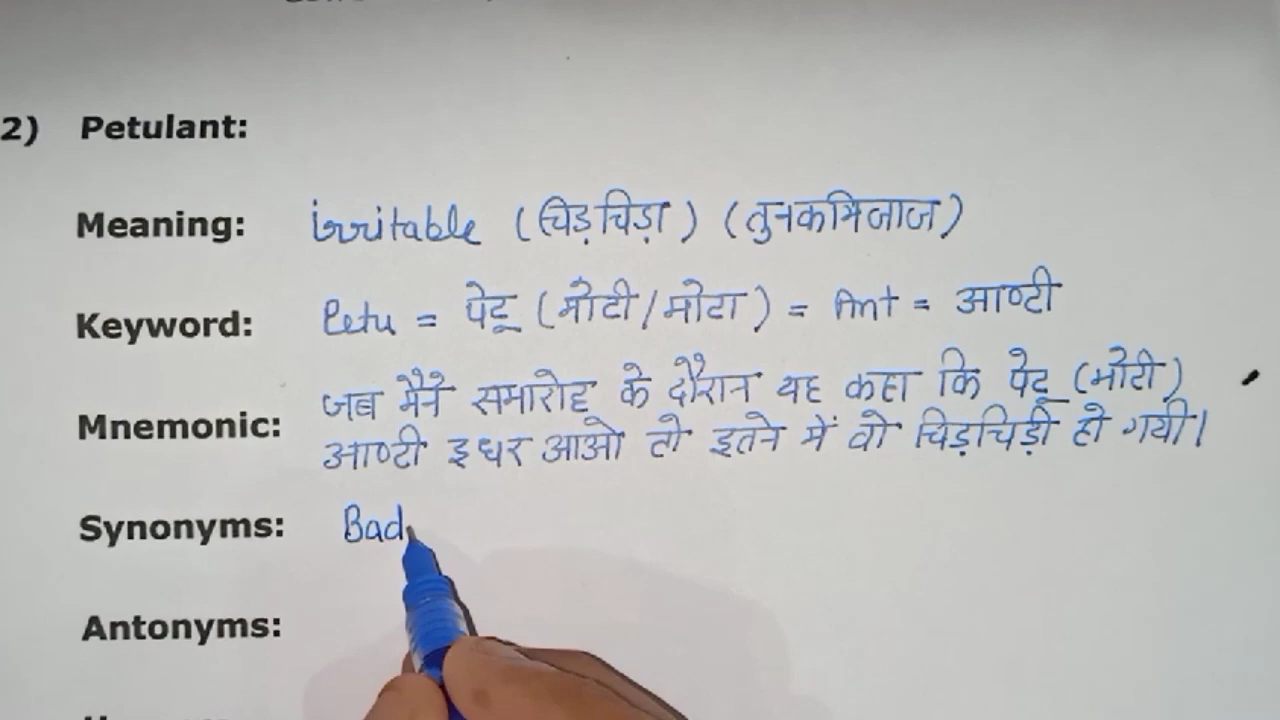 2) Petulant:
Meaning: irritable (चिड़चिड़ा) (तुनकमिजाज)
Keyword: Petu = पेटू (मोटी/मोटा) = Ant = आण्टी
Mnemonic: जब मैने समारोह के दौरान यह कहा कि पेटू (मोटी)
आण्टी इधर आओ तो इतने में वो चिड़चिड़ी हो गयी।
Synonyms: Bad
Antonyms: